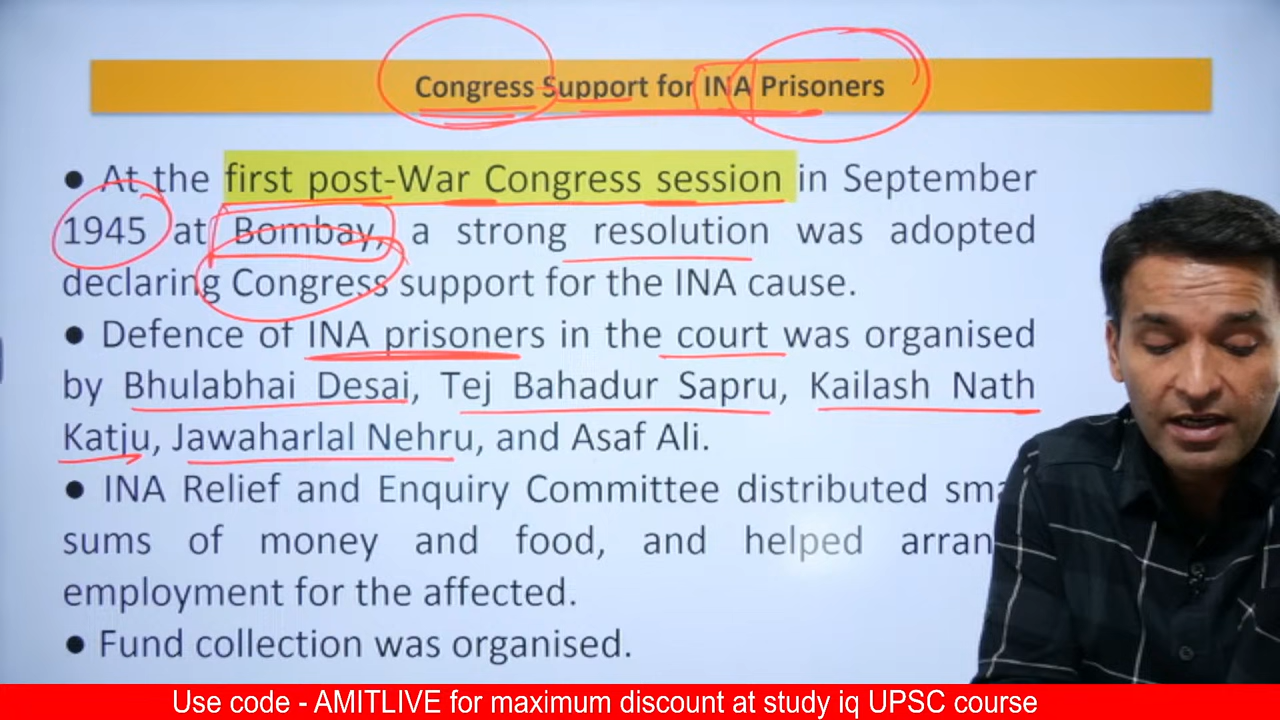 Congress Support for INA Prisoners
● At the first post-War Congress session in September
1945 at Bombay, a strong resolution was adopted
declaring Congress support for the INA cause.
● Defence of INA prisoners in the court was organised
by Bhulabhai Desai, Tej Bahadur Sapru, Kailash Nath
Katju, Jawaharlal Nehru, and Asaf Ali.
● INA Relief and Enquiry Committee distributed
sums of money and food, and helped
employment for the affected.
● Fund collection was organised.
Use code - AMITLIVE for maximum discount at study iq UPSC course